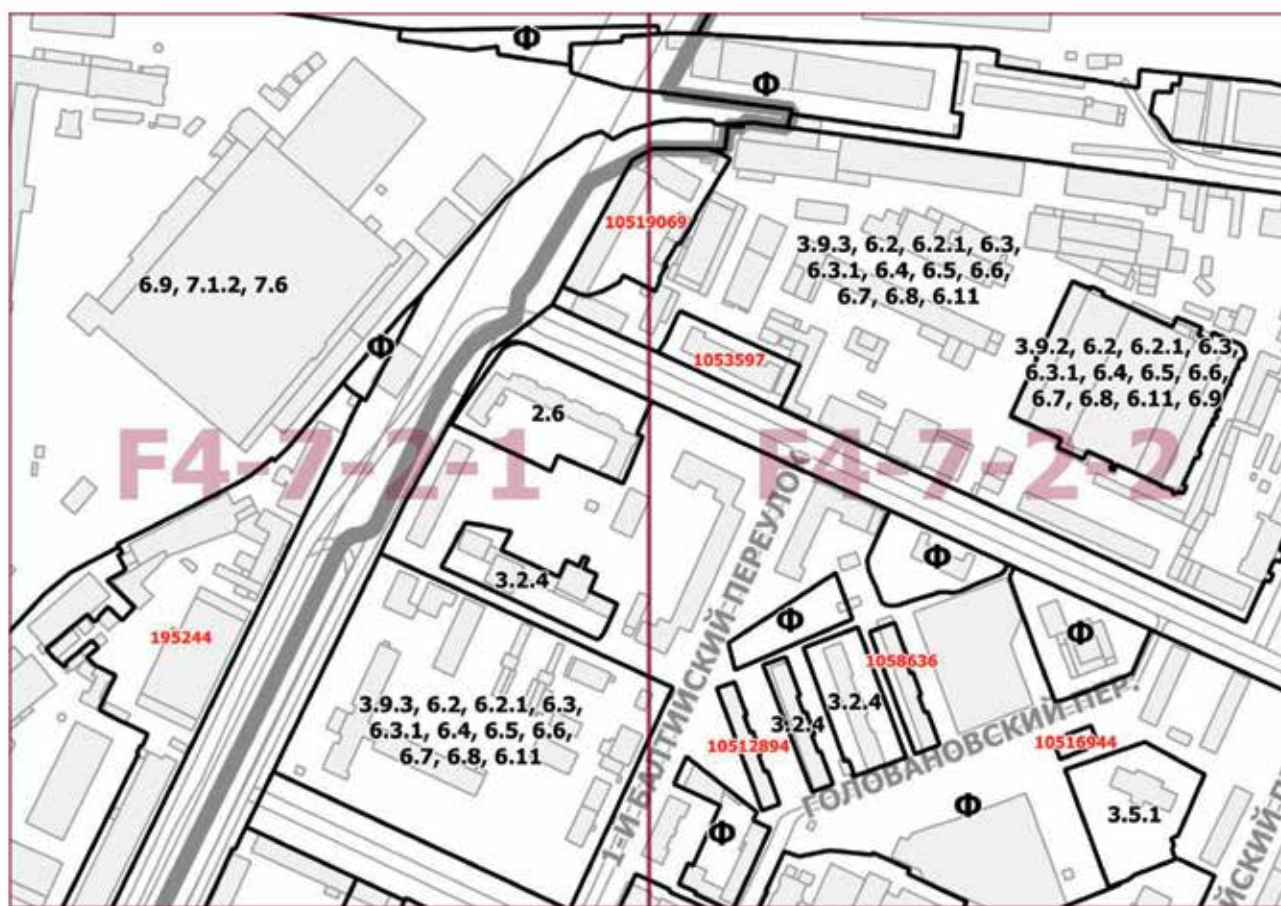 Ф
Ф
10519069
3.9.3, 6.2, 6.2.1, 6.3,
6.3.1, 6.4, 6.5, 6.6,
6.7, 6.8, 6.11
6.9, 7.1.2, 7.6
Ф
1053597
3.9.2, 6.2, 6.2.1, 6.3,
6.3.1, 6.4, 6.5, 6.6,
6.7, 6.8, 6.11, 6.9
2.6
F4-7-2-1
F4-7-2-2
Ф
3.2.4
195244
Ф
Ф
1058636
3.2.4
3.2.4
10512894
3.9.3, 6.2, 6.2.1, 6.3,
6.3.1, 6.4, 6.5, 6.6,
6.7, 6.8, 6.11
1-Й БАЛТИЙСКИЙ ПЕРЕУЛОК
ГОЛОВАНОВСКИЙ ПЕР.
10516944
Ф
3.5.1
Ф